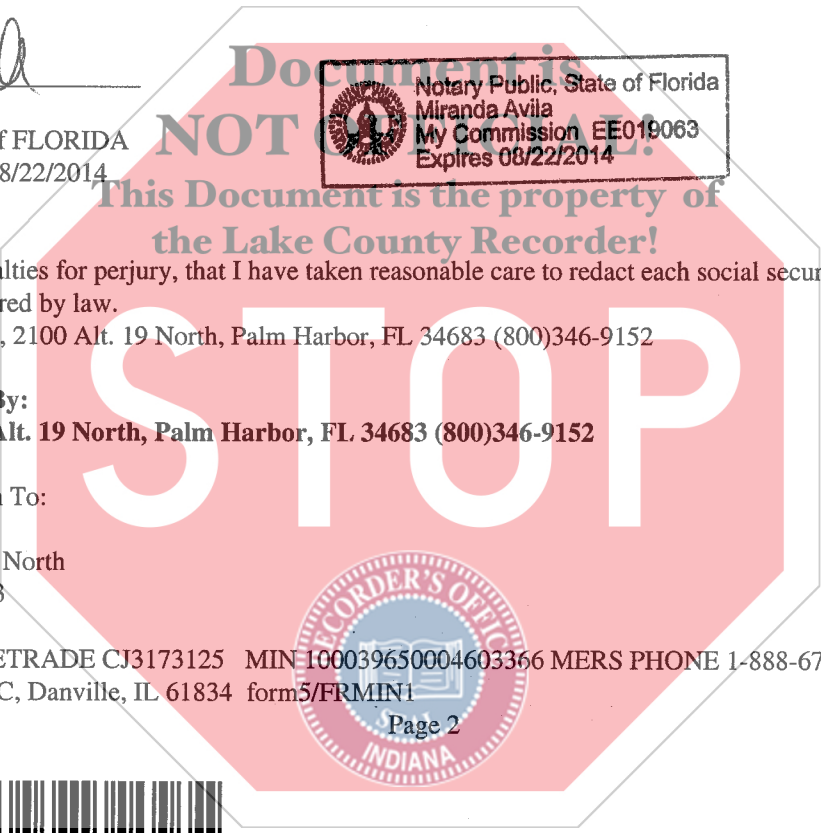 Document is
NOT OFFICIAL!
This Document is the property of
the Lake County Recorder!
Notary Public, State of Florida
Miranda Avila
My Commission EE019063
Expires 08/22/2014
f FLORIDA
8/22/2014
alties for perjury, that I have taken reasonable care to redact each social secur
red by law.
, 2100 Alt. 19 North, Palm Harbor, FL 34683 (800)346-9152
By:
Alt. 19 North, Palm Harbor, FL 34683 (800)346-9152
To:
North
3
ETRADE CJ3173125 MIN 100039650004603366 MERS PHONE 1-888-67
C, Danville, IL 61834 form5/FRMIN1
Page 2
STOP
RECORDER'S OFFICE
SEAL
INDIANA